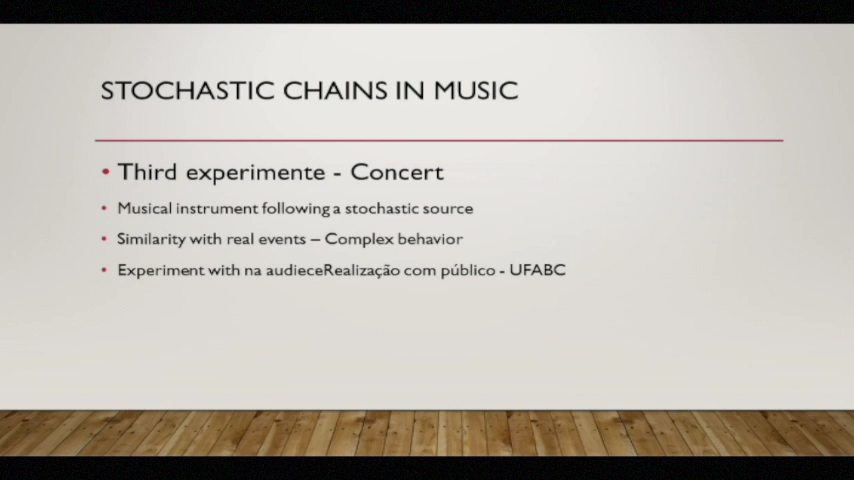 STOCHASTIC CHAINS IN MUSIC
• Third experimente - Concert
• Musical instrument following a stochastic source
• Similarity with real events – Complex behavior
• Experiment with na audieceRealização com público - UFABC